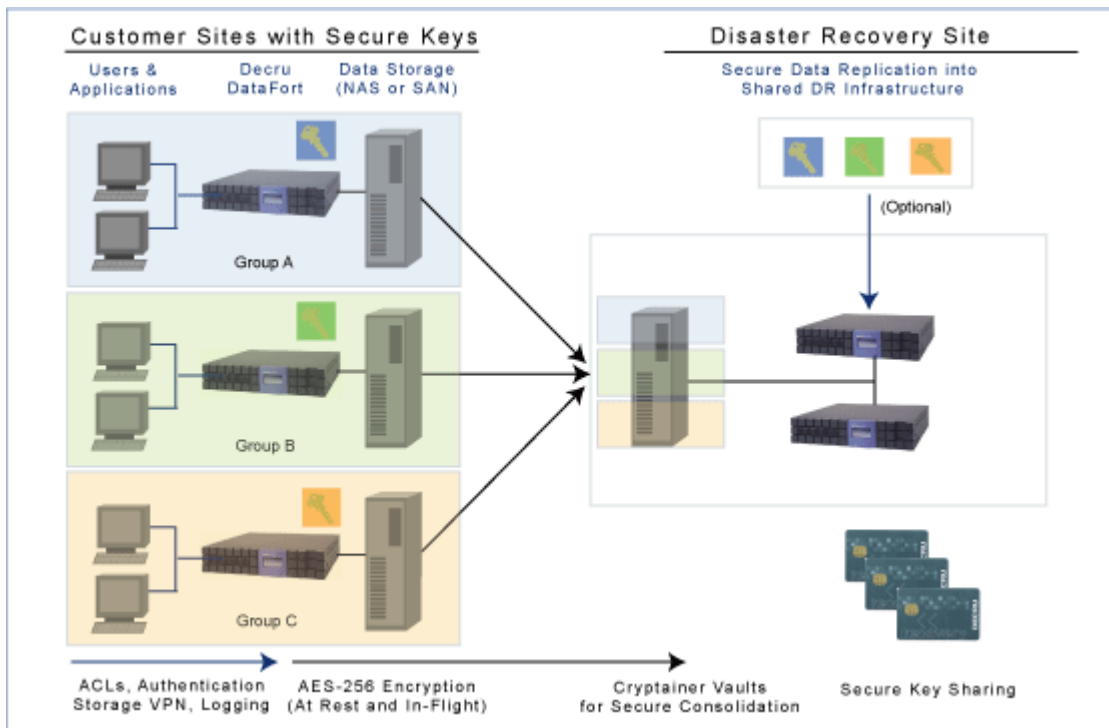 Customer Sites with Secure Keys
Disaster Recovery Site
Users &
Applications
Decru
DataFort
Data Storage
(NAS or SAN)
Secure Data Replication into
Shared DR Infrastructure
(Optional)
Group A
Group B
Group C
ACLs, Authentication
Storage VPN, Logging
AES-256 Encryption
(At Rest and In-Flight)
Cryptainer Vaults
for Secure Consolidation
Secure Key Sharing